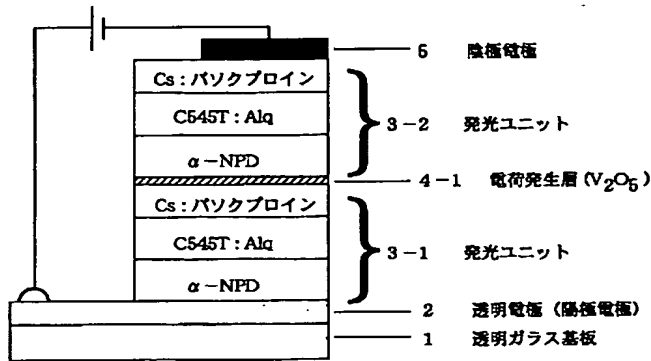 5 陰極電極
Cs:バソクプロイン
C545T:Alq
3-2 発光ユニット
α-NPD
4-1 電荷発生層(V₂O₅)
Cs:バソクプロイン
C545T:Alq
3-1 発光ユニット
α-NPD
2 透明電極(陽極電極)
1 透明ガラス基板